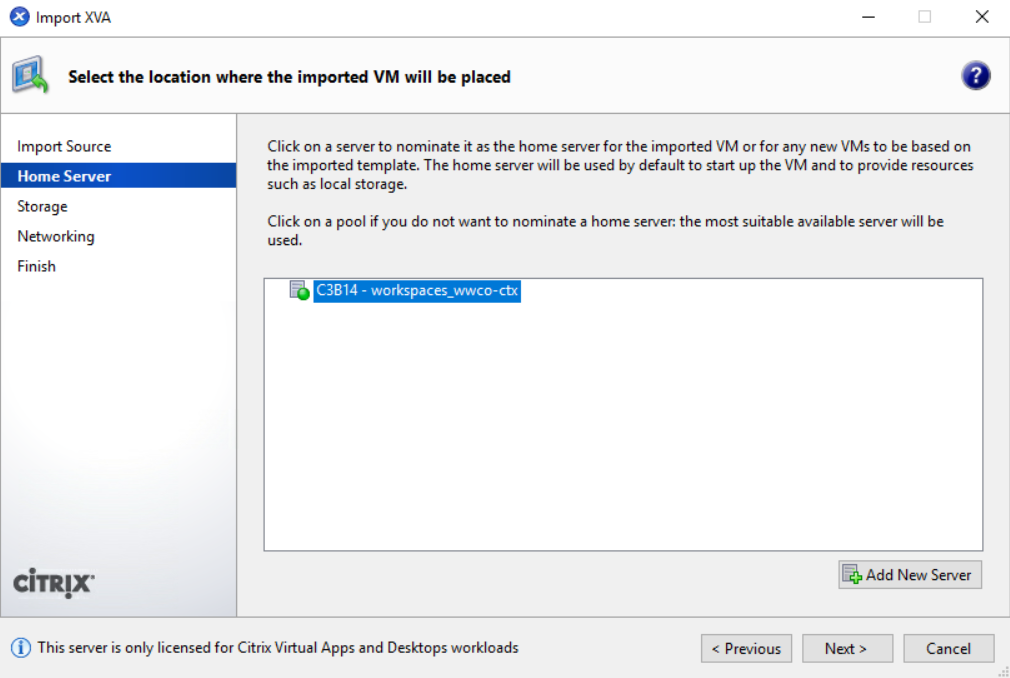 Import XVA
Select the location where the imported VM will be placed
?
Import Source
Home Server
Storage
Networking
Finish
Click on a server to nominate it as the home server for the imported VM or for any new VMs to be based on
the imported template. The home server will be used by default to start up the VM and to provide resources
such as local storage.
Click on a pool if you do not want to nominate a home server: the most suitable available server will be
used.
C3B14 - workspaces_wwco-ctx
Add New Server
CİTRIX
This server is only licensed for Citrix Virtual Apps and Desktops workloads
< Previous
Next >
Cancel